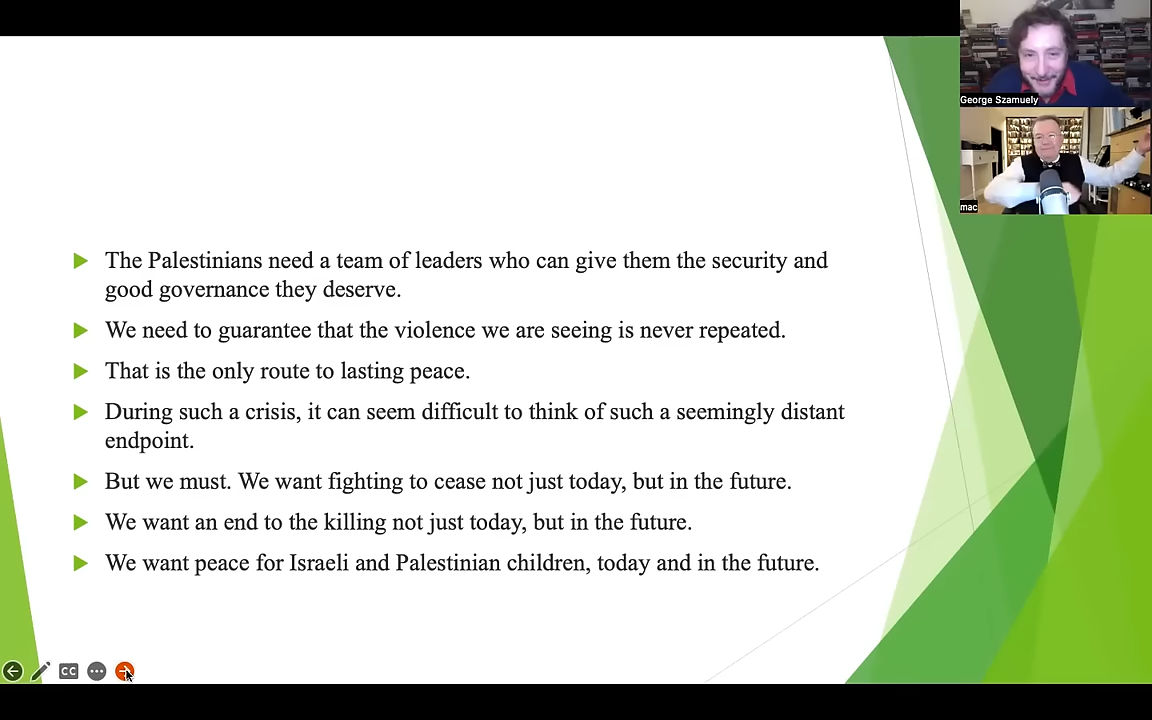 George Szamuely
mac
The Palestinians need a team of leaders who can give them the security and
good governance they deserve.
We need to guarantee that the violence we are seeing is never repeated.
That is the only route to lasting peace.
During such a crisis, it can seem difficult to think of such a seemingly distant
endpoint.
But we must. We want fighting to cease not just today, but in the future.
We want an end to the killing not just today, but in the future.
We want peace for Israeli and Palestinian children, today and in the future.
CC